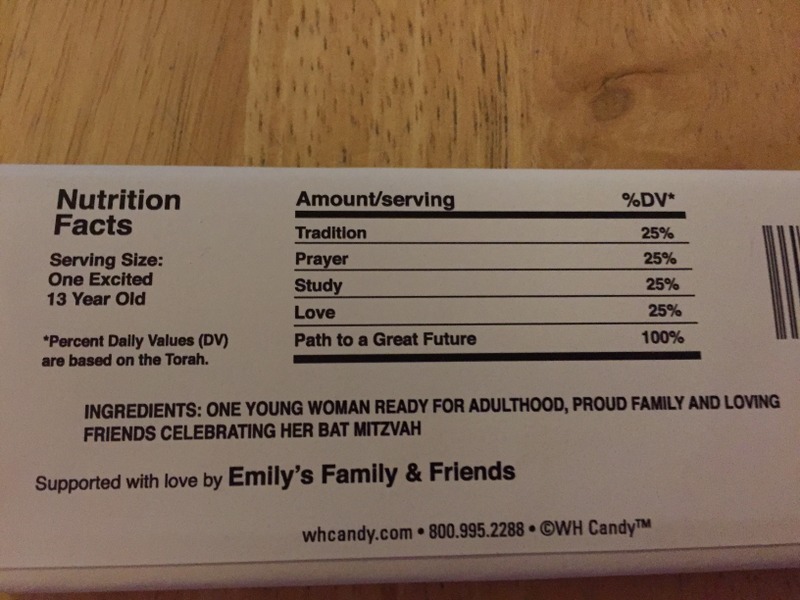 Nutrition
Facts
Serving Size:
One Excited
13 Year Old
*Percent Daily Values (DV)
are based on the Torah.
Amount/serving %DV*
Tradition 25%
Prayer 25%
Study 25%
Love 25%
Path to a Great Future 100%
INGREDIENTS: ONE YOUNG WOMAN READY FOR ADULTHOOD, PROUD FAMILY AND LOVING
FRIENDS CELEBRATING HER BAT MITZVAH
Supported with love by Emily's Family & Friends
whcandy.com • 800.995.2288 • ©WH Candy™